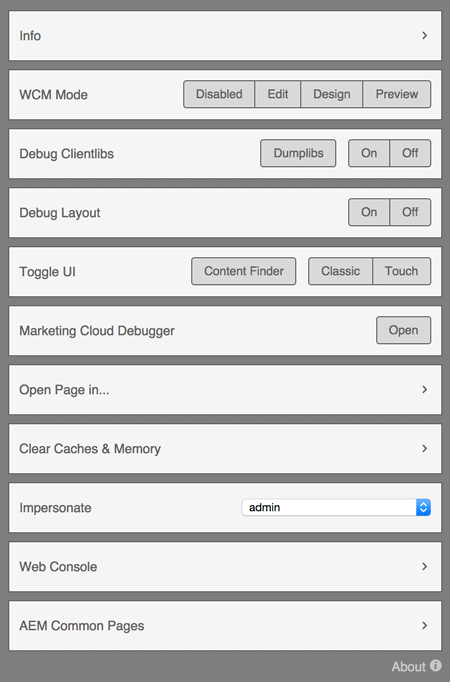 Info
WCM Mode Disabled Edit Design Preview
Debug Clientlibs Dumplibs On Off
Debug Layout On Off
Toggle UI Content Finder Classic Touch
Marketing Cloud Debugger Open
Open Page in...
Clear Caches & Memory
Impersonate admin
Web Console
AEM Common Pages
About